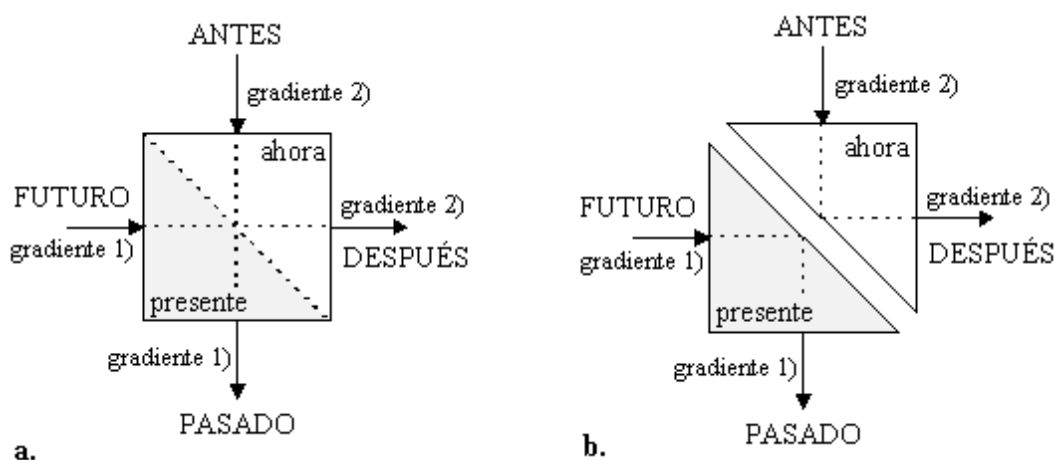 ANTES
gradiente 2)
ahora
FUTURO
gradiente 1)
gradiente 2)
DESPUÉS
presente
gradiente 1)
PASADO
a.
ANTES
gradiente 2)
ahora
FUTURO
gradiente 1)
gradiente 2)
DESPUÉS
presente
gradiente 1)
PASADO
b.